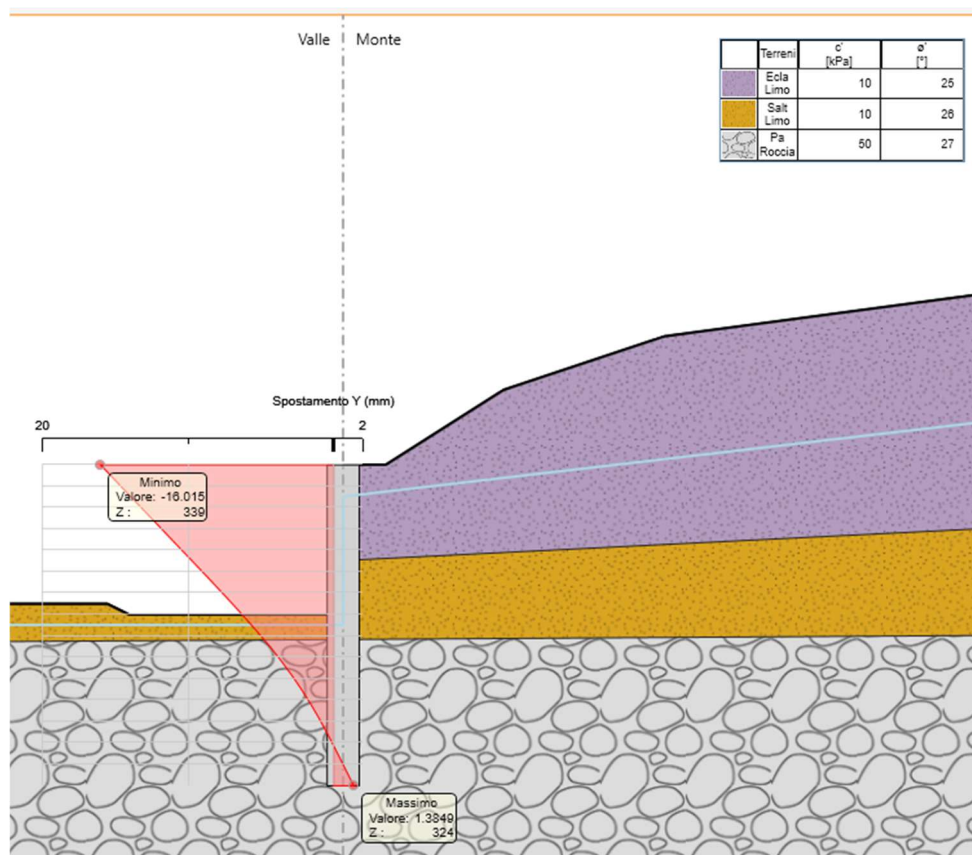 Valle Monte
Terreni c' ø'
[kPa] [°]
Ecla
Limo 10 25
Salt
Limo 10 26
Pa
Roccia 50 27
Spostamento Y (mm)
20 2
Minimo
Valore: -16.015
Z : 339
Massimo
Valore: 1.3849
Z : 324